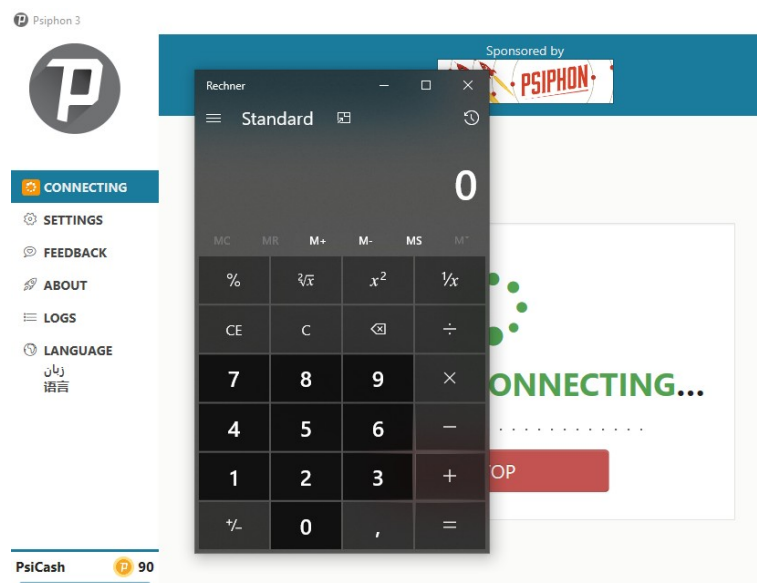 Psiphon 3
Sponsored by
PSIPHON
Rechner
Standard
0
MC MR M+ M- MS M˅
% ²√x x² ¹/x
CE C ÷
7 8 9 ×
4 5 6 −
1 2 3 +
+/− 0 , =
CONNECTING
SETTINGS
FEEDBACK
ABOUT
LOGS
LANGUAGE
زبان
语言
ONNECTING...
OP
PsiCash 90